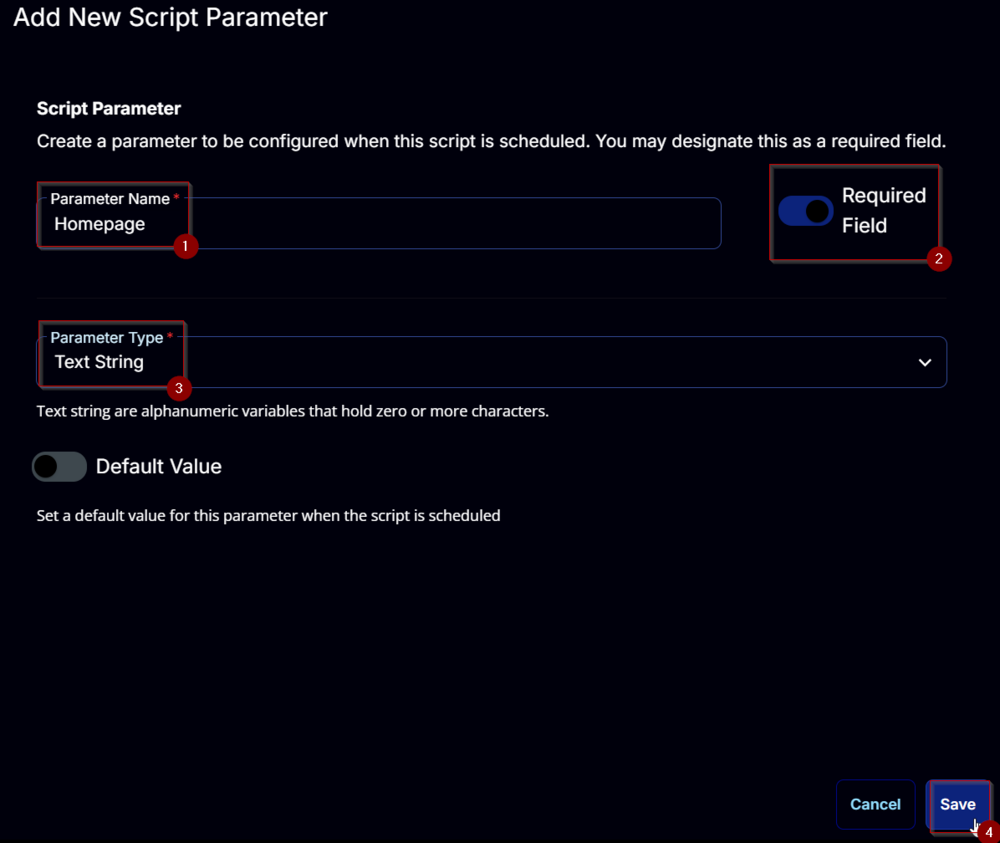 Add New Script Parameter
Script Parameter
Create a parameter to be configured when this script is scheduled. You may designate this as a required field.
Parameter Name *
Homepage
1
Required
Field
2
Parameter Type *
Text String
3
Text string are alphanumeric variables that hold zero or more characters.
Default Value
Set a default value for this parameter when the script is scheduled
Cancel
Save
4